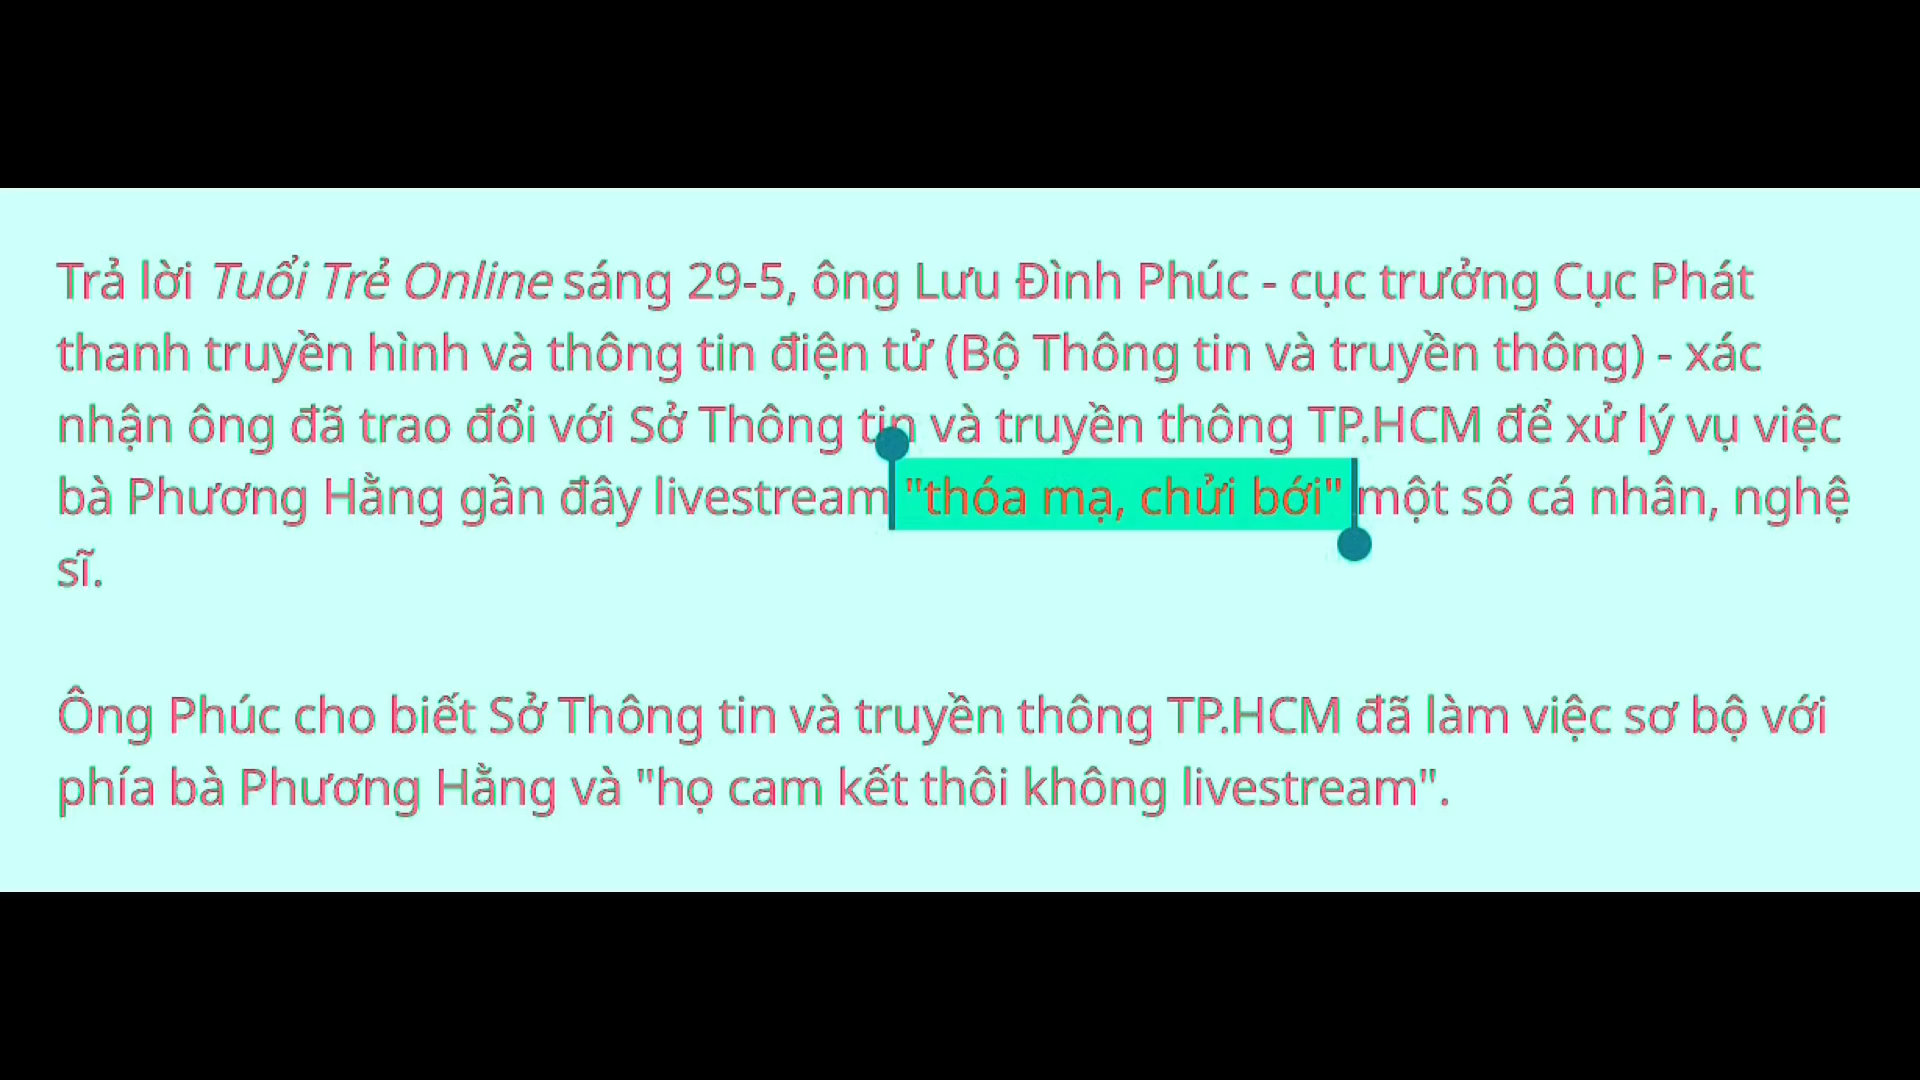 Trả lời Tuổi Trẻ Online sáng 29-5, ông Lưu Đình Phúc - cục trưởng Cục Phát
thanh truyền hình và thông tin điện tử (Bộ Thông tin và truyền thông) - xác
nhận ông đã trao đổi với Sở Thông tin và truyền thông TP.HCM để xử lý vụ việc
bà Phương Hằng gần đây livestream "thóa mạ, chửi bới" một số cá nhân, nghệ
sĩ.
Ông Phúc cho biết Sở Thông tin và truyền thông TP.HCM đã làm việc sơ bộ với
phía bà Phương Hằng và "họ cam kết thôi không livestream".